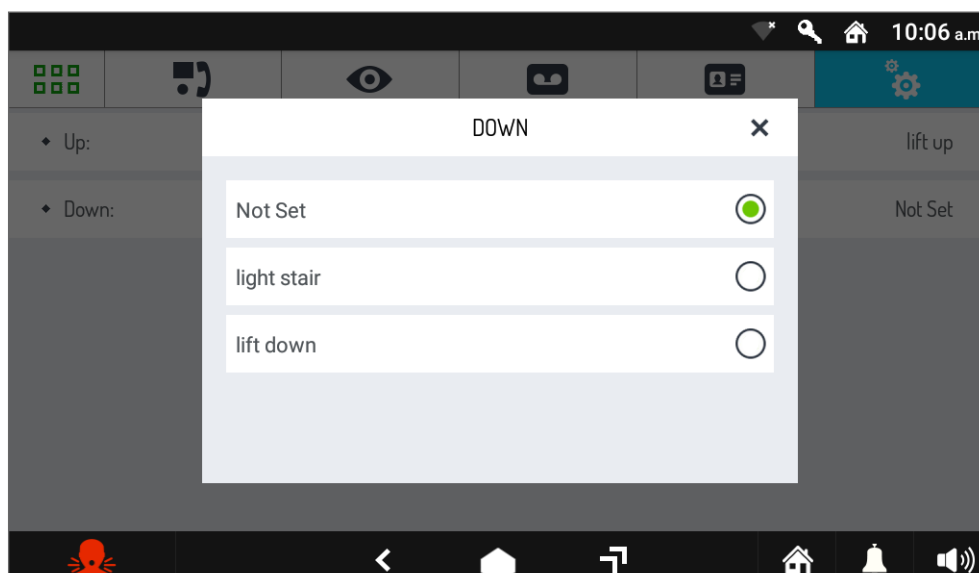 10:06 a.m
DOWN
Up:
lift up
Down:
Not Set
Not Set
light stair
lift down